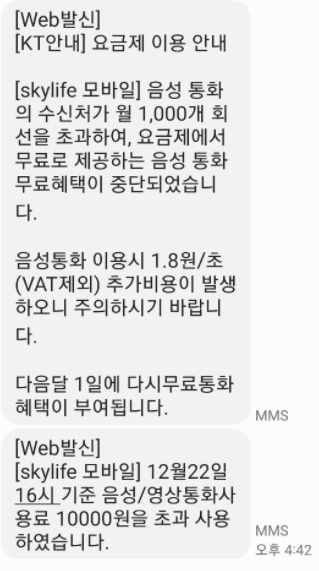 [Web발신]
[KT안내] 요금제 이용 안내
[skylife 모바일] 음성 통화
의 수신처가 월 1,000개 회
선을 초과하여, 요금제에서
무료로 제공하는 음성 통화
무료혜택이 중단되었습니
다.
음성통화 이용시 1.8원/초
(VAT제외) 추가비용이 발생
하오니 주의하시기 바랍니
다.
다음달 1일에 다시무료통화
혜택이 부여됩니다.
MMS
[Web발신]
[skylife 모바일] 12월22일
16시 기준 음성/영상통화사
용료 10000원을 초과 사용
하였습니다.
MMS
오후 4:42